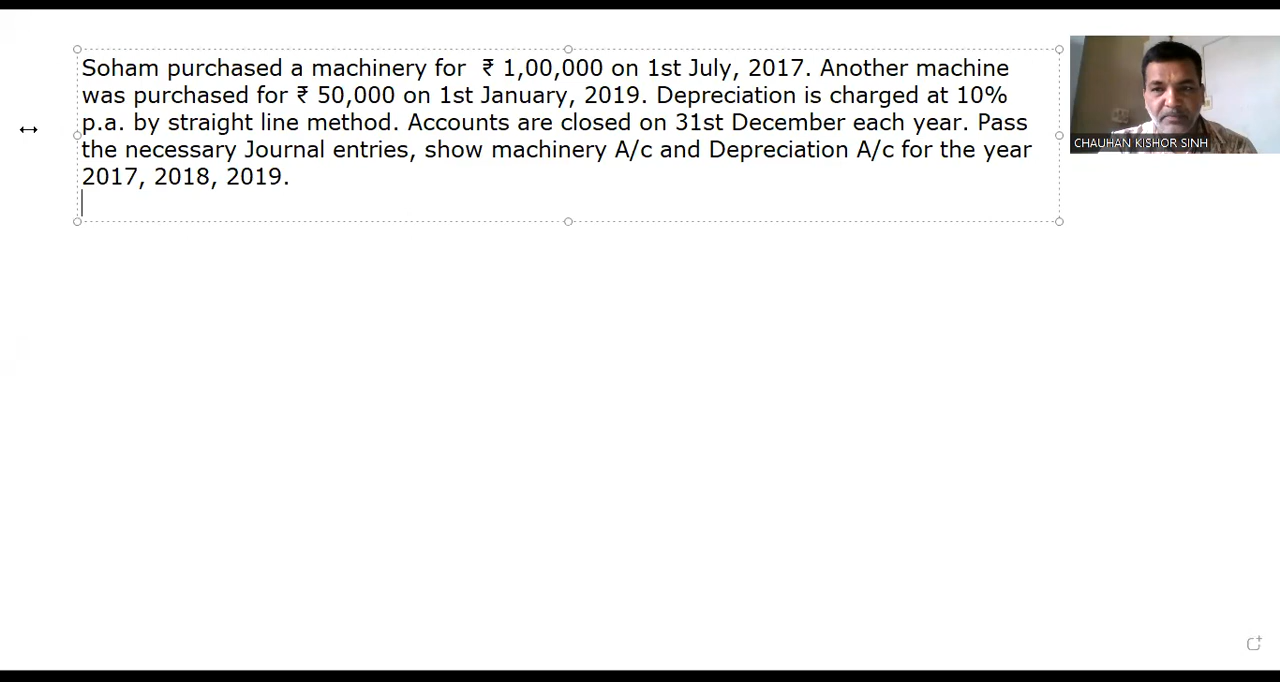 Soham purchased a machinery for  ₹ 1,00,000 on 1st July, 2017. Another machine
was purchased for ₹ 50,000 on 1st January, 2019. Depreciation is charged at 10%
p.a. by straight line method. Accounts are closed on 31st December each year. Pass
the necessary Journal entries, show machinery A/c and Depreciation A/c for the year
2017, 2018, 2019.
CHAUHAN KISHOR SINH